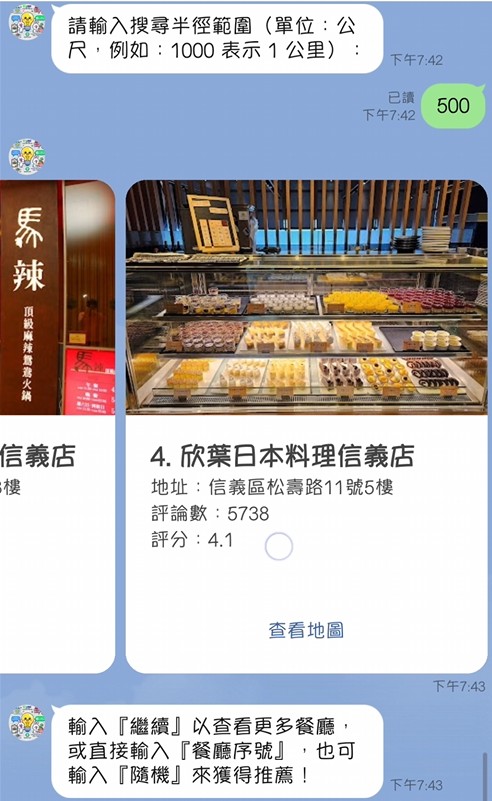 請輸入搜尋半徑範圍（單位：公
尺，例如：1000 表示 1 公里）：
下午7:42
已讀
下午7:42
500
馬辣
頂級麻辣鴛鴦火鍋
信義店
樓
4. 欣葉日本料理信義店
地址：信義區松壽路11號5樓
評論數：5738
評分：4.1
查看地圖
下午7:43
輸入『繼續』以查看更多餐廳，
或直接輸入『餐廳序號』，也可
輸入『隨機』來獲得推薦！
下午7:43